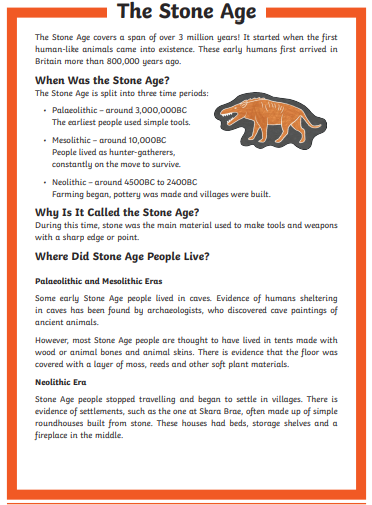 The Stone Age
The Stone Age covers a span of over 3 million years! It started when the first
human-like animals came into existence. These early humans first arrived in
Britain more than 800,000 years ago.
When Was the Stone Age?
The Stone Age is split into three time periods:
• Palaeolithic – around 3,000,000BC
The earliest people used simple tools.
• Mesolithic – around 10,000BC
People lived as hunter-gatherers,
constantly on the move to survive.
• Neolithic – around 4500BC to 2400BC
Farming began, pottery was made and villages were built.
Why Is It Called the Stone Age?
During this time, stone was the main material used to make tools and weapons
with a sharp edge or point.
Where Did Stone Age People Live?
Palaeolithic and Mesolithic Eras
Some early Stone Age people lived in caves. Evidence of humans sheltering
in caves has been found by archaeologists, who discovered cave paintings of
ancient animals.
However, most Stone Age people are thought to have lived in tents made with
wood or animal bones and animal skins. There is evidence that the floor was
covered with a layer of moss, reeds and other soft plant materials.
Neolithic Era
Stone Age people stopped travelling and began to settle in villages. There is
evidence of settlements, such as the one at Skara Brae, often made up of simple
roundhouses built from stone. These houses had beds, storage shelves and a
fireplace in the middle.